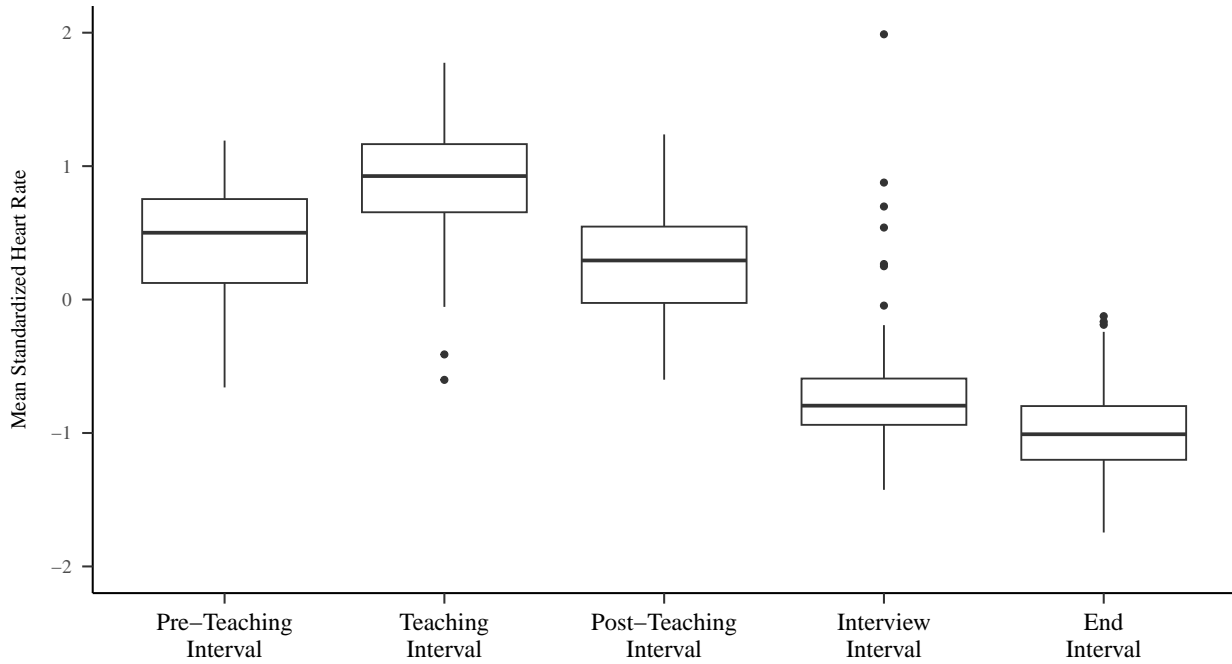 Mean Standardized Heart Rate
2
1
0
−1
−2
Pre−Teaching
Interval
Teaching
Interval
Post−Teaching
Interval
Interview
Interval
End
Interval